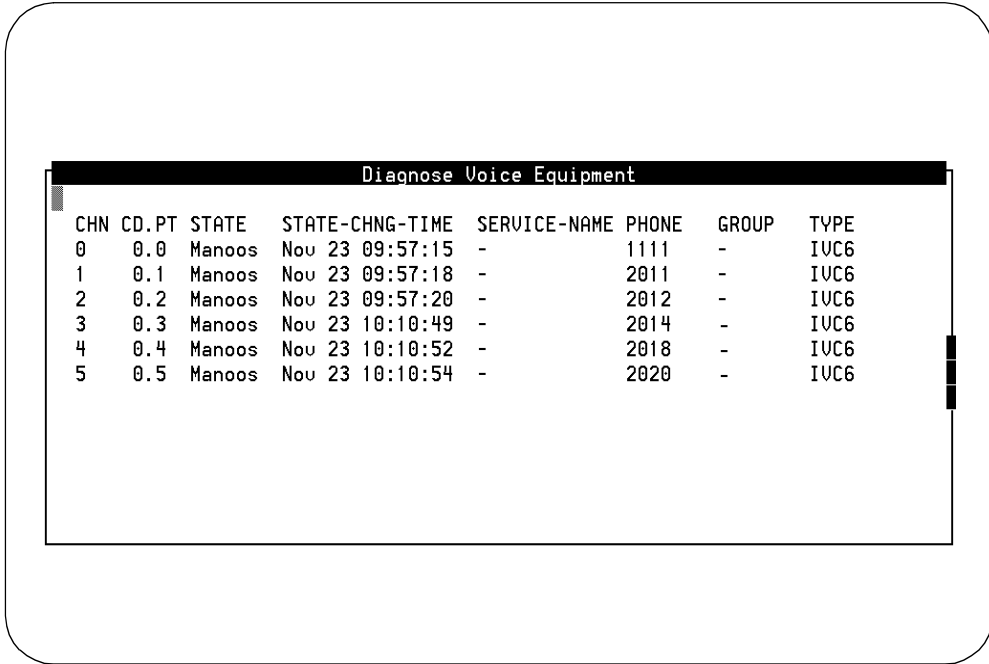 Diagnose Voice Equipment
CHN CD.PT STATE STATE-CHNG-TIME SERVICE-NAME PHONE GROUP TYPE
0 0.0 Manoos Nov 23 09:57:15 - 1111 - IVC6
1 0.1 Manoos Nov 23 09:57:18 - 2011 - IVC6
2 0.2 Manoos Nov 23 09:57:20 - 2012 - IVC6
3 0.3 Manoos Nov 23 10:10:49 - 2014 - IVC6
4 0.4 Manoos Nov 23 10:10:52 - 2018 - IVC6
5 0.5 Manoos Nov 23 10:10:54 - 2020 - IVC6